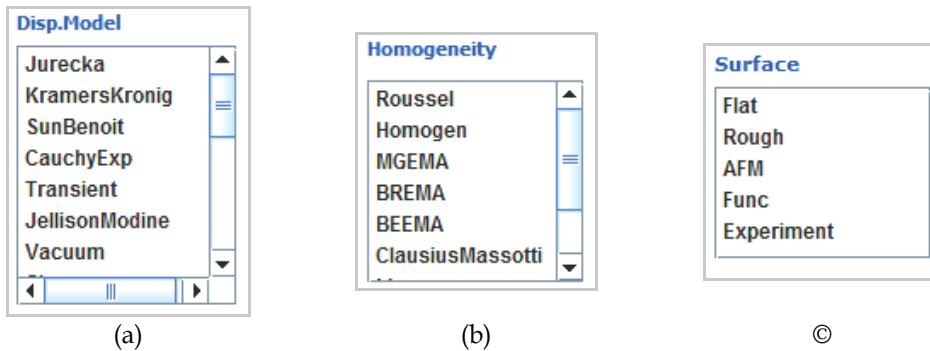 Disp.Model
Jurecka
KramersKronig
SunBenoit
CauchyExp
Transient
JellisonModine
Vacuum
(a)
Homogeneity
Roussel
Homogen
MGEMA
BREMA
BEEMA
ClausiusMassotti
(b)
Surface
Flat
Rough
AFM
Func
Experiment
©